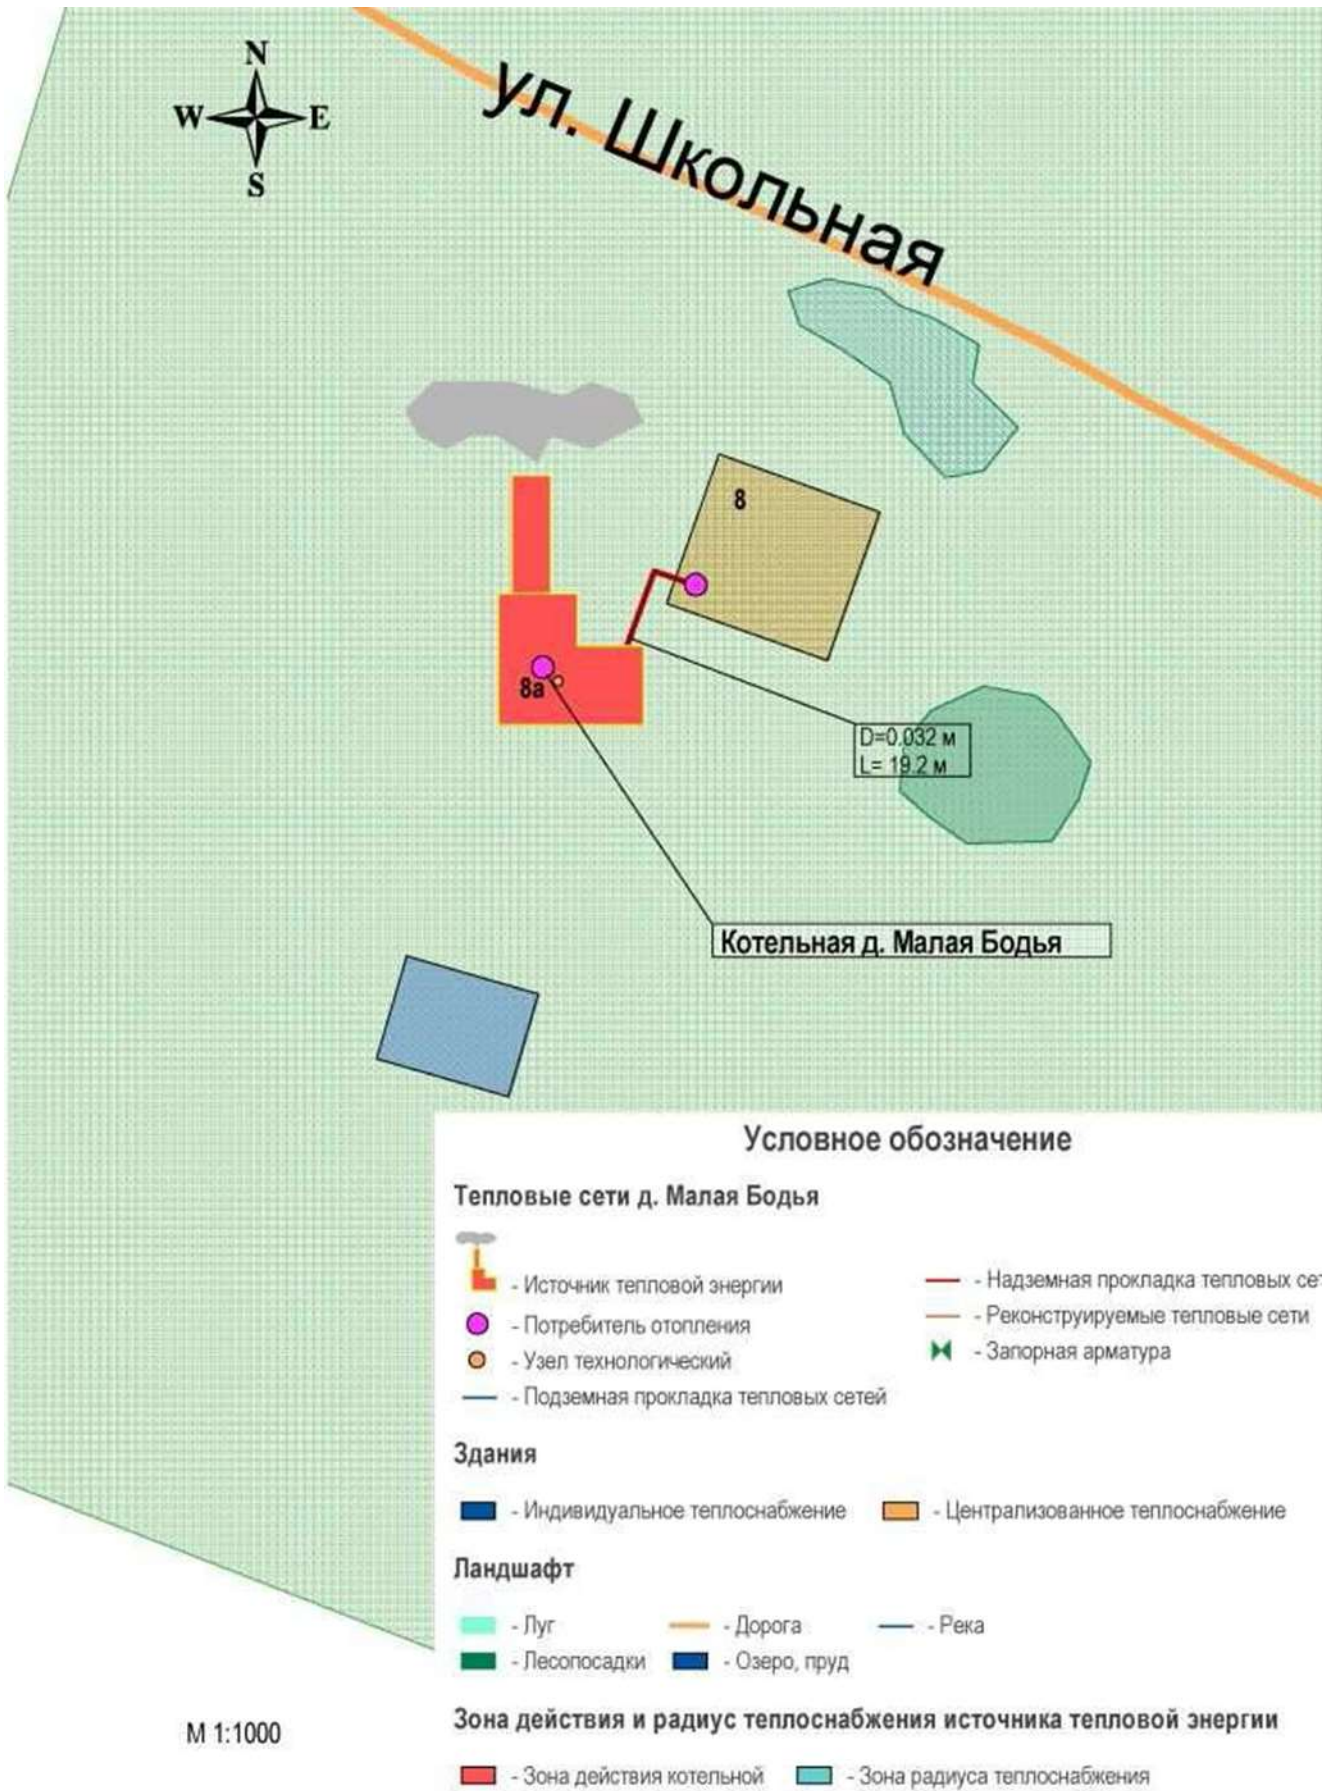 N
W E
S
ул. Школьная
8
8а
D=0.032 м
L= 19.2 м
Котельная д. Малая Бодья
Условное обозначение
Тепловые сети д. Малая Бодья
- Источник тепловой энергии
- Надземная прокладка тепловых сет
- Потребитель отопления
- Реконструируемые тепловые сети
- Узел технологический
- Запорная арматура
- Подземная прокладка тепловых сетей
Здания
- Индивидуальное теплоснабжение - Централизованное теплоснабжение
Ландшафт
- Луг - Дорога - Река
- Лесопосадки - Озеро, пруд
М 1:1000
Зона действия и радиус теплоснабжения источника тепловой энергии
- Зона действия котельной - Зона радиуса теплоснабжения